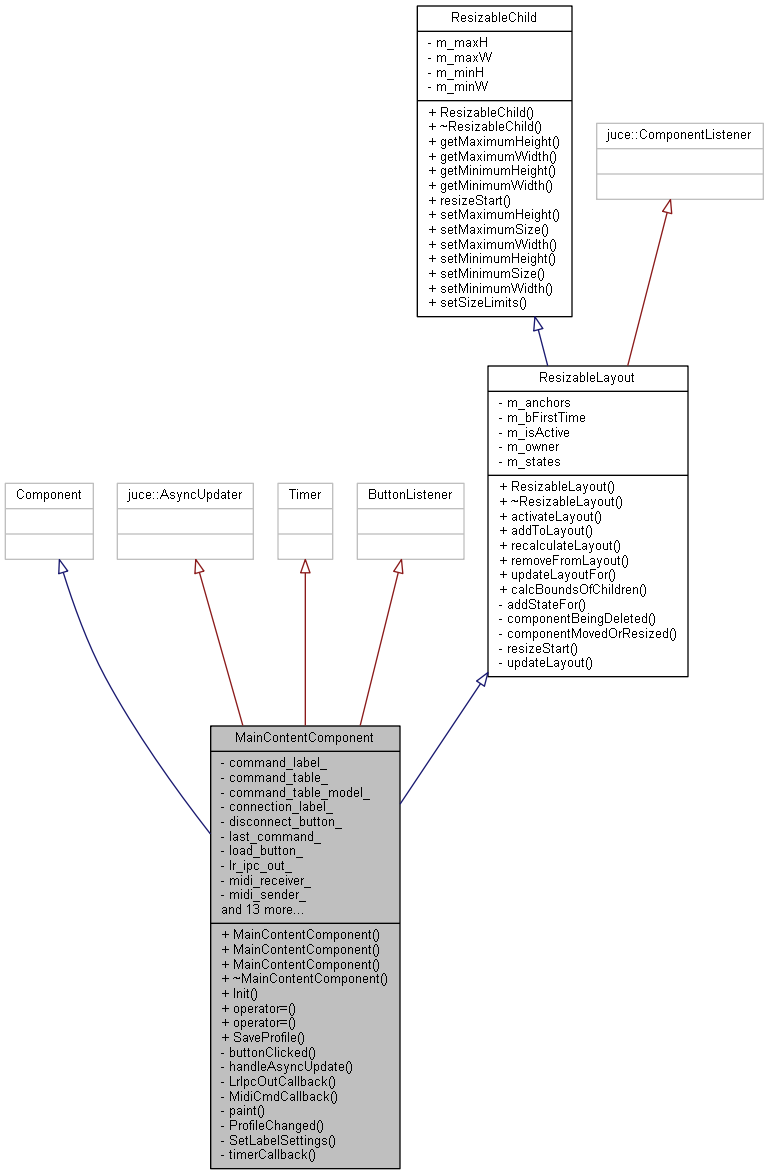 ResizableChild
- m_maxH
- m_maxW
- m_minH
- m_minW
+ ResizableChild()
+ ~ResizableChild()
+ getMaximumHeight()
+ getMaximumWidth()
+ getMinimumHeight()
+ getMinimumWidth()
+ resizeStart()
+ setMaximumHeight()
+ setMaximumSize()
+ setMaximumWidth()
+ setMinimumHeight()
+ setMinimumSize()
+ setMinimumWidth()
+ setSizeLimits()
juce::ComponentListener
ResizableLayout
- m_anchors
- m_bFirstTime
- m_isActive
- m_owner
- m_states
+ ResizableLayout()
+ ~ResizableLayout()
+ activateLayout()
+ addToLayout()
+ recalculateLayout()
+ removeFromLayout()
+ updateLayoutFor()
+ calcBoundsOfChildren()
- addStateFor()
- componentBeingDeleted()
- componentMovedOrResized()
- resizeStart()
- updateLayout()
Component
juce::AsyncUpdater
Timer
ButtonListener
MainContentComponent
- command_label_
- command_table_
- command_table_model_
- connection_label_
- disconnect_button_
- last_command_
- load_button_
- lr_ipc_out_
- midi_receiver_
- midi_sender_
and 13 more...
+ MainContentComponent()
+ MainContentComponent()
+ MainContentComponent()
+ ~MainContentComponent()
+ Init()
+ operator=()
+ operator=()
+ SaveProfile()
- buttonClicked()
- handleAsyncUpdate()
- LrIpcOutCallback()
- MidiCmdCallback()
- paint()
- ProfileChanged()
- SetLabelSettings()
- timerCallback()